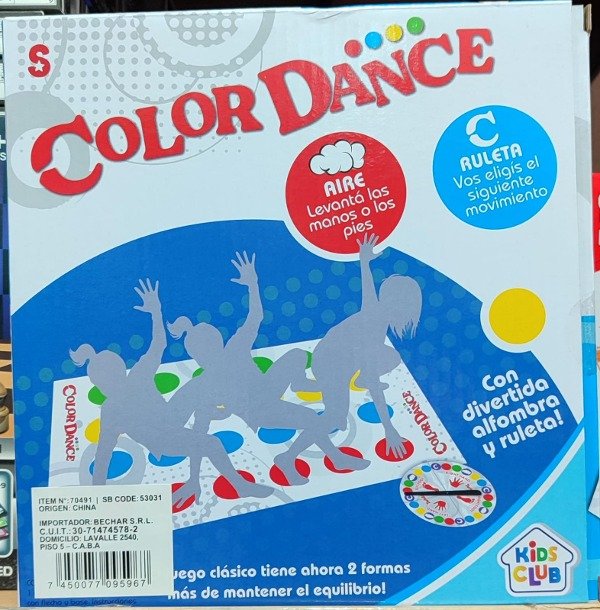 S
COLOR DANCE
AIRE
Levantá las
manos o los
pies
RULETA
Vos eligís el
siguiente
movimiento
Con
divertida
alfombra
y ruleta!
COLOR DANCE
COLOR DANCE
ITEM N°:70491 | SB CODE: 53031
ORIGEN: CHINA
IMPORTADOR: BECHAR S.R.L.
C.U.I.T.: 30-71474578-2
DOMICILIO: LAVALLE 2540,
PISO 5 - C.A.B.A
7 450077 095967
uego clásico tiene ahora 2 formas
más de mantener el equilibrio!
KiDS
CLUB